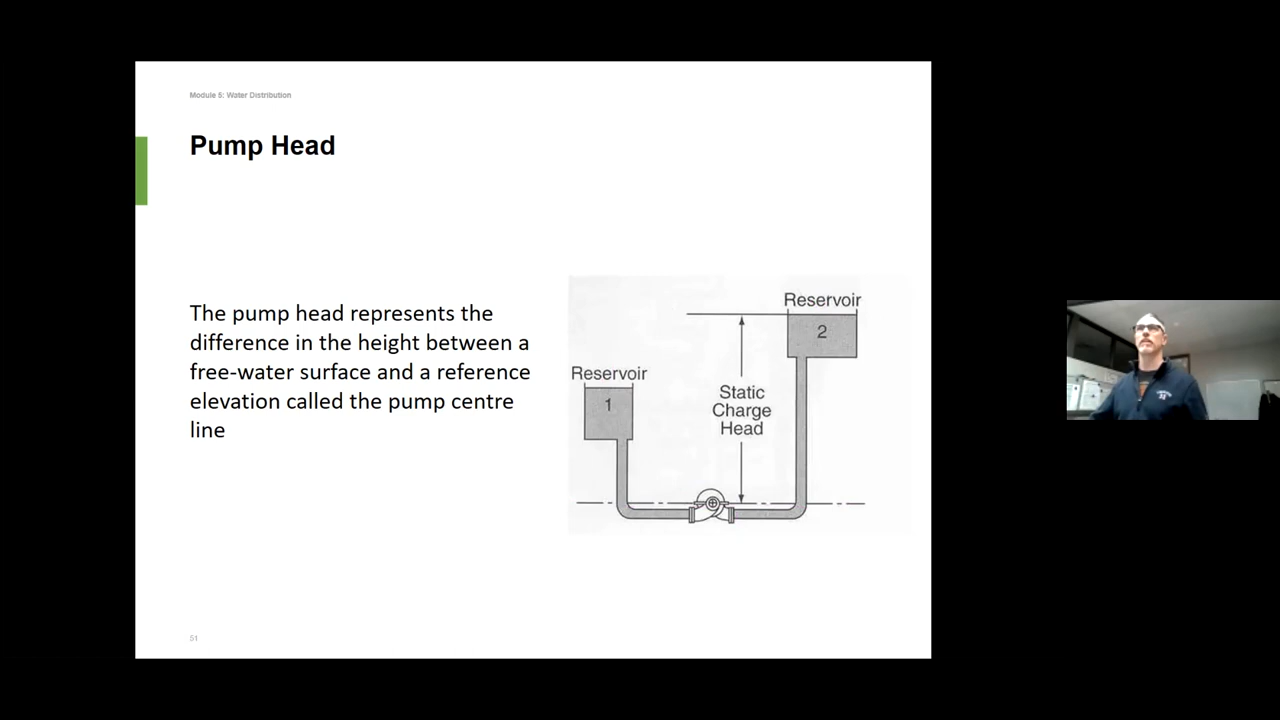 Module 5: Water Distribution
Pump Head
The pump head represents the
difference in the height between a
free-water surface and a reference
elevation called the pump centre
line
Reservoir
2
Reservoir
1
Static
Charge
Head
51